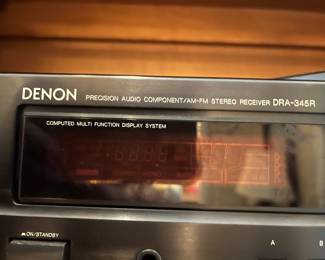 DENON PRECISION AUDIO COMPONENT/AM-FM STEREO RECEIVER DRA-345R
COMPUTED MULTI FUNCTION DISPLAY SYSTEM
ON/STANDBY
A B